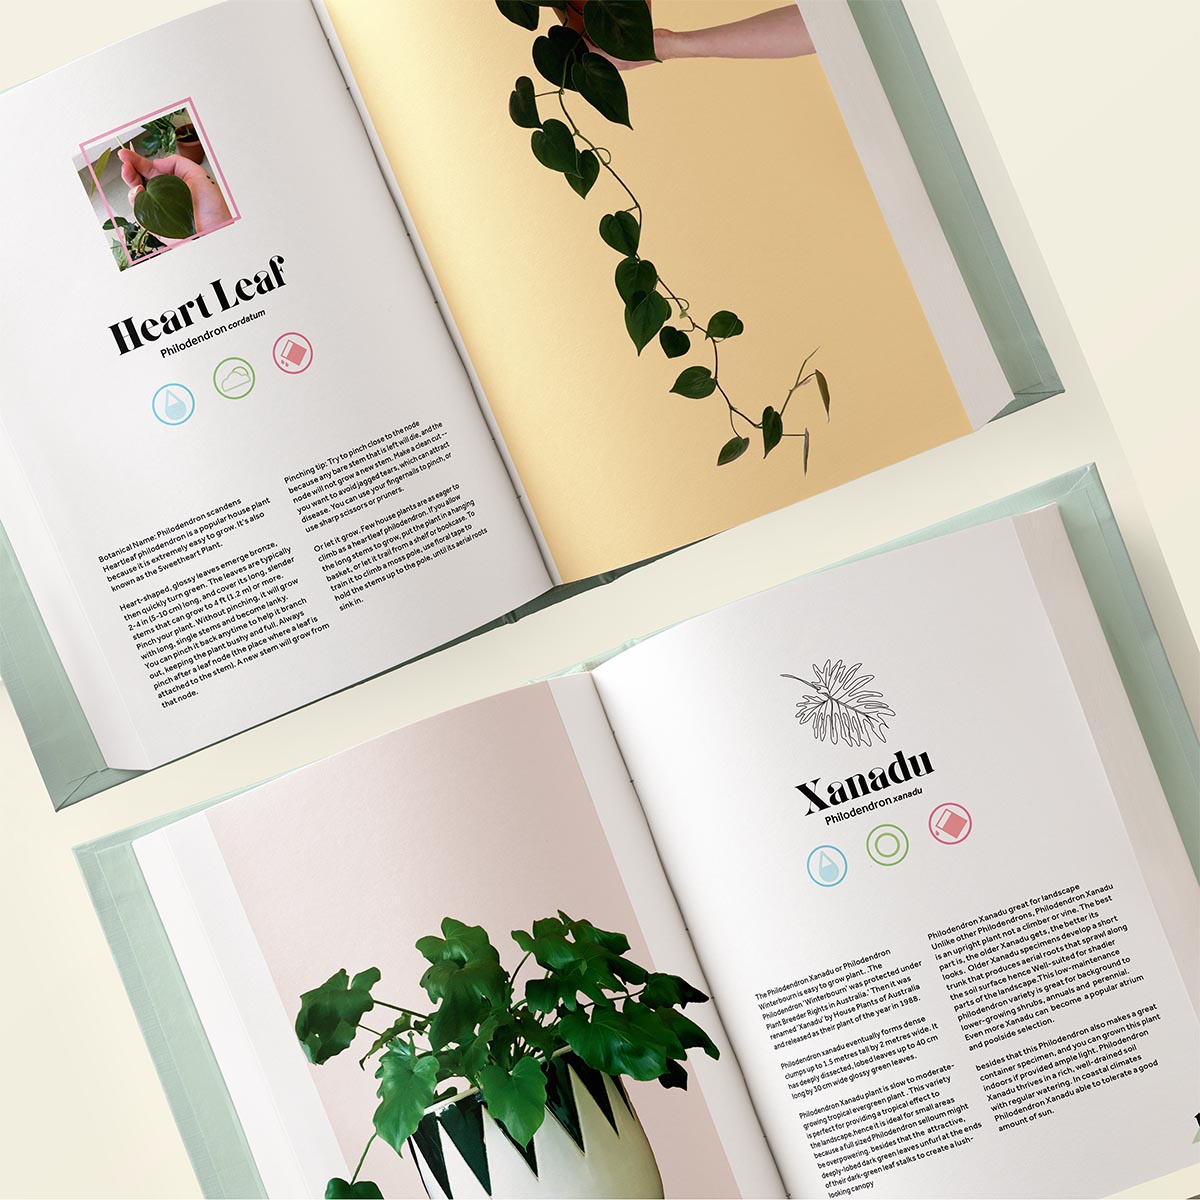 Heart Leaf
Philodendron cordatum
Botanical Name: Philodendron scandens
Heartleaf philodendron is a popular house plant
because it is extremely easy to grow. It's also
known as the Sweetheart Plant.
Heart-shaped, glossy leaves emerge bronze,
then quickly turn green. The leaves are typically
2-4 in (5-10 cm) long, and cover its long, slender
stems that can grow to 4 ft (1.2 m) or more.
Pinch your plant. Without pinching, it will grow
with long, single stems and become lanky.
You can pinch it back anytime to help it branch
out, keeping the plant bushy and full. Always
pinch after a leaf node (the place where a leaf is
attached to the stem). A new stem will grow from
that node.
Pinching tip: Try to pinch close to the node
because any bare stem that is left will die, and the
node will not grow a new stem. Make a clean cut --
you want to avoid jagged tears, which can attract
disease. You can use your fingernails to pinch, or
use sharp scissors or pruners.
Or let it grow. Few house plants are as eager to
climb as a heartleaf philodendron. If you allow
the long stems to grow, put the plant in a hanging
basket, or let it trail from a shelf or bookcase. To
train it to climb a moss pole, use floral tape to
hold the stems up to the pole, until its aerial roots
sink in.
Xanadu
Philodendron xanadu
The Philodendron Xanadu or Philodendron
Winterbourn is easy to grow plant. .The
Philodendron 'Winterbourn' was protected under
Plant Breeder Rights in Australia. 'Then it was
renamed 'Xanadu' by House Plants of Australia
and released as their plant of the year in 1988.
Philodendron xanadu eventually forms dense
clumps up to 1.5 metres tall by 2 metres wide. It
has deeply dissected, lobed leaves up to 40 cm
long by 30 cm wide glossy green leaves.
Philodendron Xanadu plant is slow to moderate-
growing tropical evergreen plant . This variety
is perfect for providing a tropical effect to
the landscape,hence it is ideal for small areas
because a full sized Philodendron selloum might
be overpowering. besides that the attractive,
deeply-lobed dark green leaves unfurl at the ends
of their dark-green leaf stalks to create a lush-
looking canopy
Philodendron Xanadu great for landscape
Unlike other Philodendrons, Philodendron Xanadu
is an upright plant not a climber or vine. The best
part is, the older Xanadu gets, the better its
looks. Older Xanadu specimens develop a short
trunk that produces aerial roots that sprawl along
the soil surface hence Well-suited for shadier
parts of the landscape.This low-maintenance
philodendron variety is great for background to
lower-growing shrubs, annuals and perennial.
Even more Xanadu can become a popular atrium
and poolside selection.
besides that this Philodendron also makes a great
container specimen, and you can grown this plant
indoors if provided ample light. Philodendron
Xanadu thrives in a rich, well-drained soil
with regular watering. In coastal climates
Philodendron Xanadu able to tolerate a good
amount of sun.